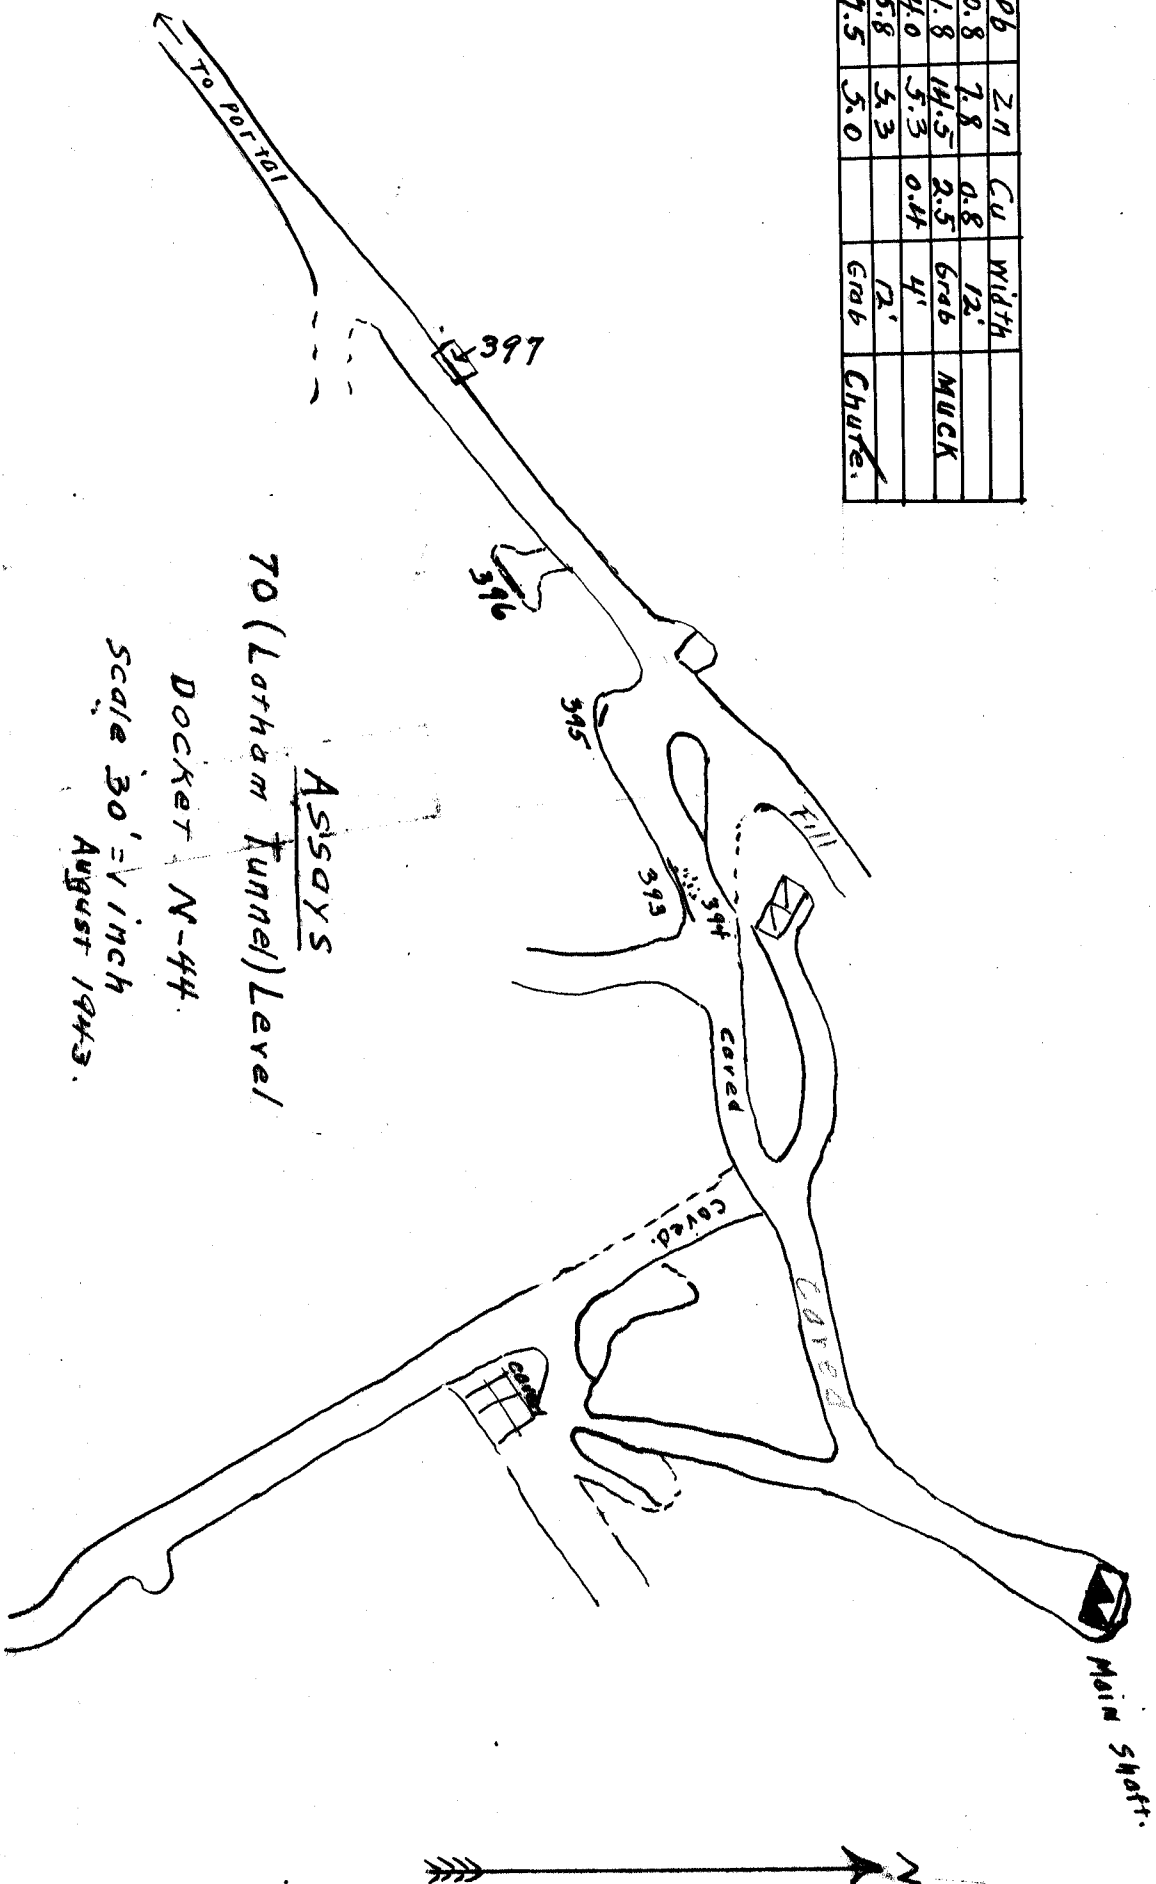 Pb Zn Cu Width
0.8 7.8 0.8 12'
1.8 14.5 2.5 Grab MUCK
4.0 5.3 0.4 4'
5.8 5.3 12'
7.5 5.0 Grab Chute.
To Portal
397
396
395
394
393
Fill
Caved
Caved.
Caved
Caved
Main Shaft.
N
Assays
70 (Latham Tunnel) Level
Docket N-44.
Scale 30' = 1 inch
August 1943.